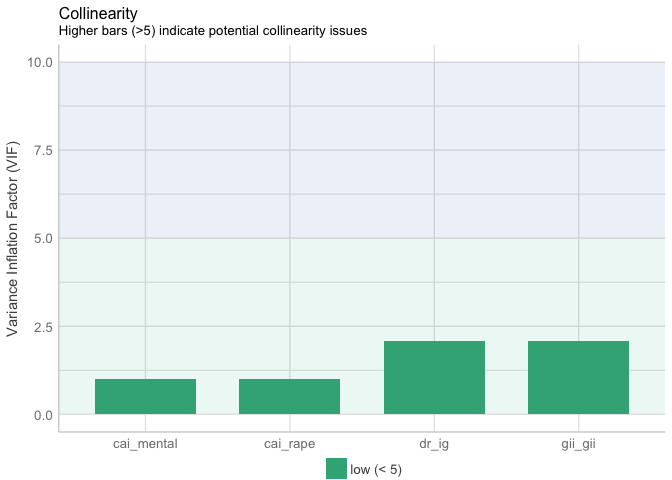 Collinearity
Higher bars (>5) indicate potential collinearity issues
Variance Inflation Factor (VIF)
10.0
7.5
5.0
2.5
0.0
cai_mental cai_rape dr_ig gii_gii
low (< 5)